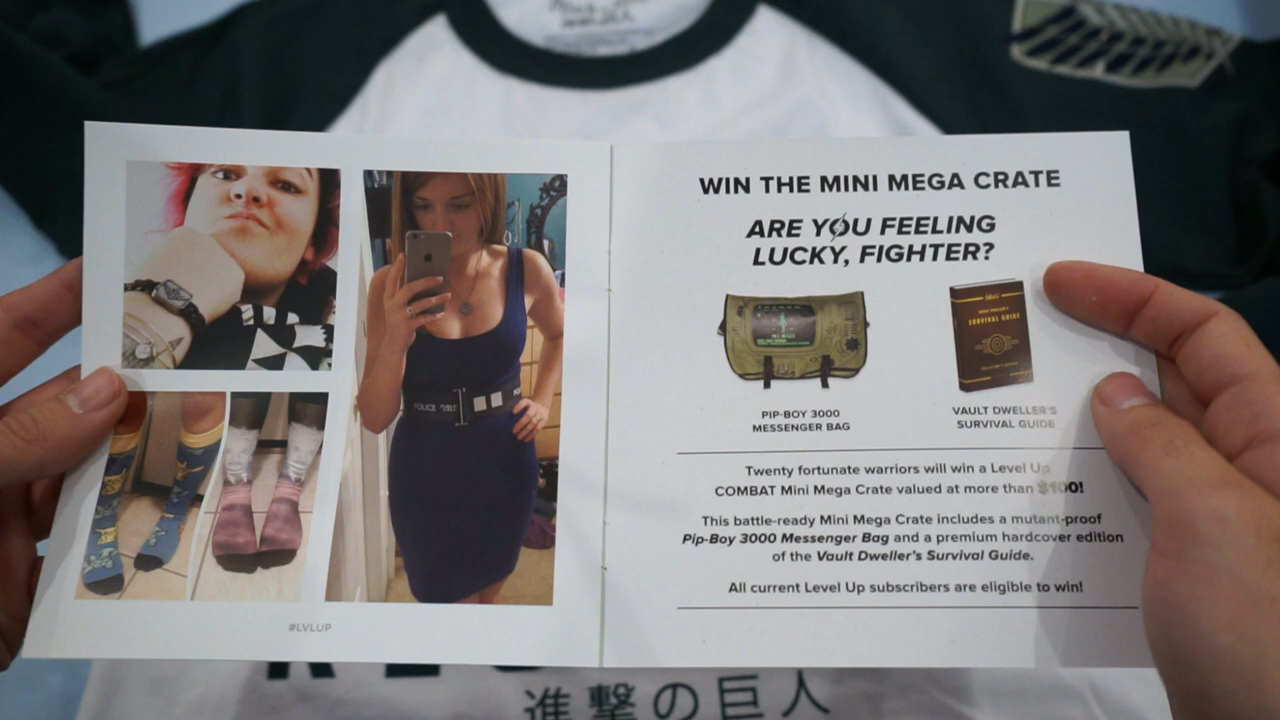 POLICE
#LVLUP
WIN THE MINI MEGA CRATE
ARE YOU FEELING
LUCKY, FIGHTER?
SURVIVAL GUIDE
PIP-BOY 3000
MESSENGER BAG
VAULT DWELLER'S
SURVIVAL GUIDE
Twenty fortunate warriors will win a Level Up
COMBAT Mini Mega Crate valued at more than $100!
This battle-ready Mini Mega Crate includes a mutant-proof
Pip-Boy 3000 Messenger Bag and a premium hardcover edition
of the Vault Dweller's Survival Guide.
All current Level Up subscribers are eligible to win!
進撃の巨人